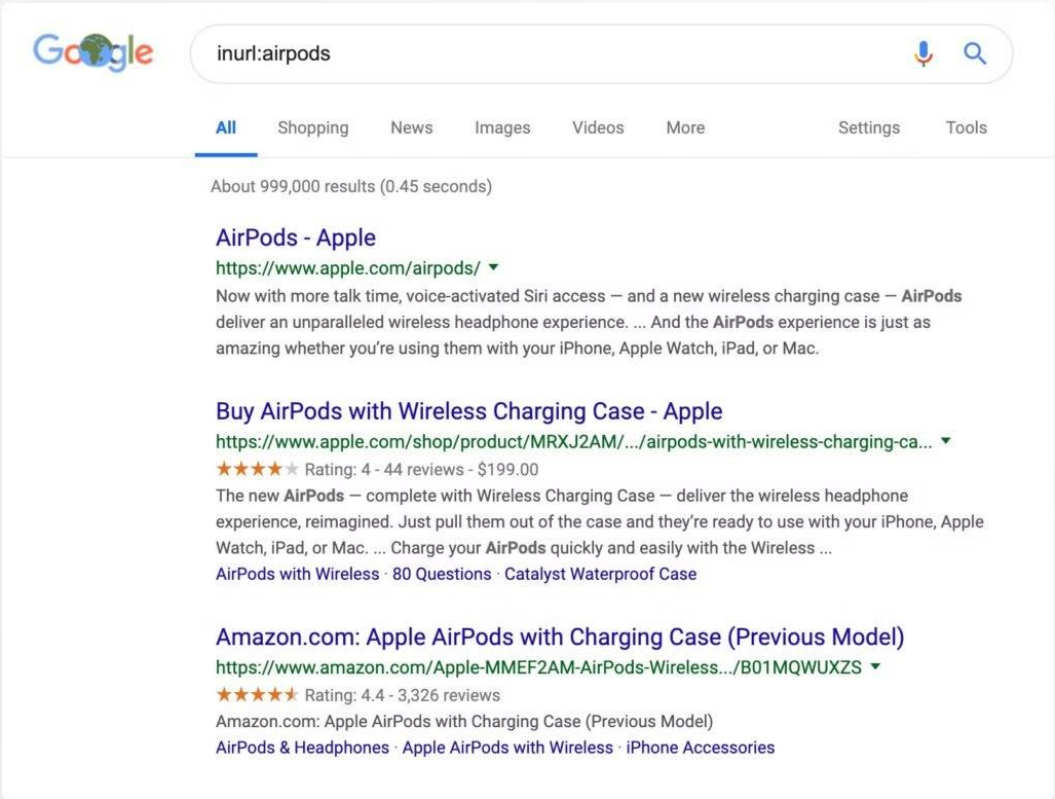 Google
inurl:airpods
All Shopping News Images Videos More Settings Tools
About 999,000 results (0.45 seconds)
AirPods - Apple
https://www.apple.com/airpods/
Now with more talk time, voice-activated Siri access — and a new wireless charging case — AirPods
deliver an unparalleled wireless headphone experience. ... And the AirPods experience is just as
amazing whether you're using them with your iPhone, Apple Watch, iPad, or Mac.
Buy AirPods with Wireless Charging Case - Apple
https://www.apple.com/shop/product/MRXJ2AM/.../airpods-with-wireless-charging-ca...
Rating: 4 - 44 reviews - $199.00
The new AirPods — complete with Wireless Charging Case — deliver the wireless headphone
experience, reimagined. Just pull them out of the case and they're ready to use with your iPhone, Apple
Watch, iPad, or Mac. ... Charge your AirPods quickly and easily with the Wireless ...
AirPods with Wireless · 80 Questions · Catalyst Waterproof Case
Amazon.com: Apple AirPods with Charging Case (Previous Model)
https://www.amazon.com/Apple-MMEF2AM-AirPods-Wireless.../B01MQWUXZS
Rating: 4.4 - 3,326 reviews
Amazon.com: Apple AirPods with Charging Case (Previous Model)
AirPods & Headphones · Apple AirPods with Wireless · iPhone Accessories